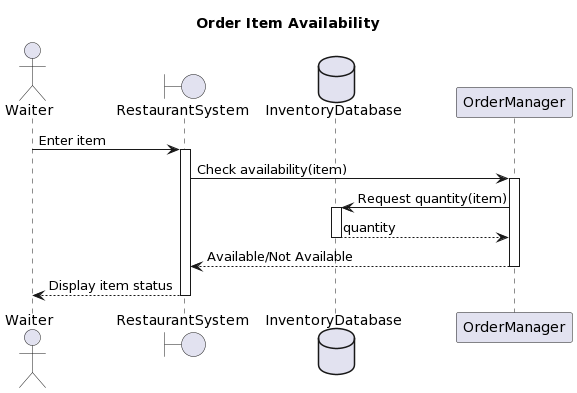 Order Item Availability
Waiter
RestaurantSystem
InventoryDatabase
OrderManager
Enter item
Check availability(item)
Request quantity(item)
quantity
Available/Not Available
Display item status
Waiter
RestaurantSystem
InventoryDatabase
OrderManager